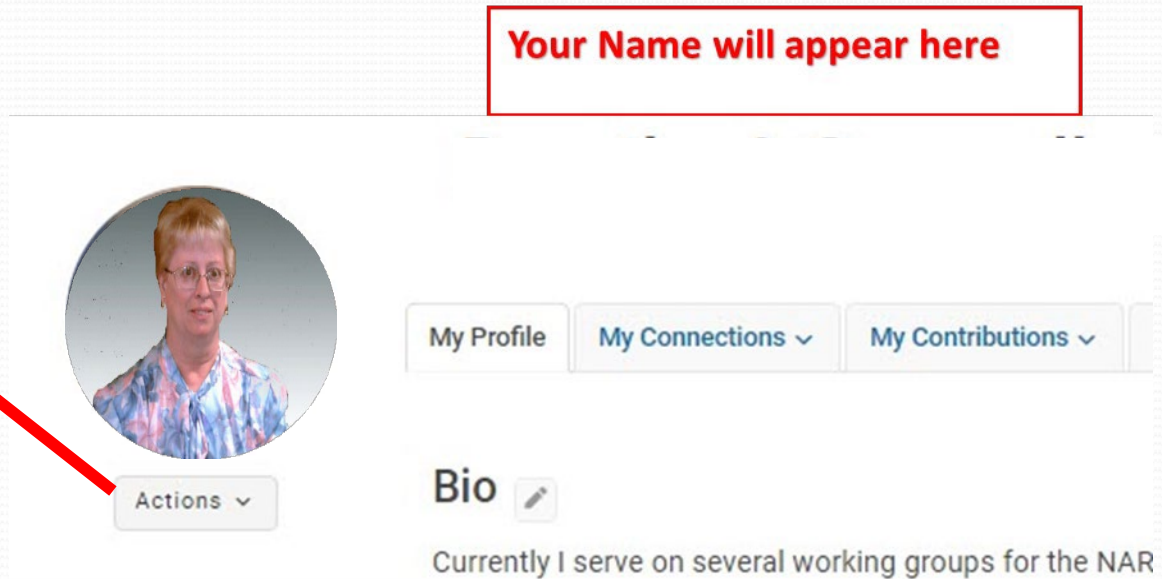 Your Name will appear here
My Profile My Connections My Contributions
Actions
Bio
Currently I serve on several working groups for the NAR